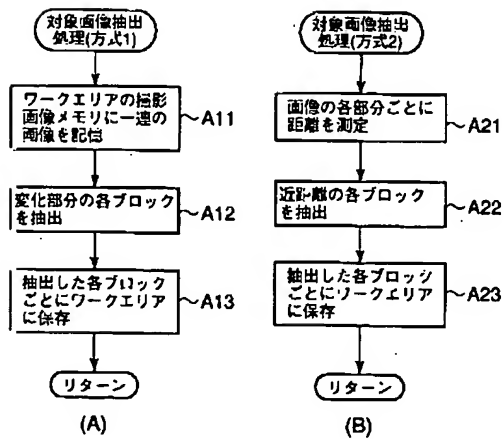 対象画像抽出
処理(方式1)
ワークエリアの撮影
画像メモリに一連の
画像を記憶
A11
変化部分の各ブロック
を抽出
A12
抽出した各ブロック
ごとにワークエリア
に保存
A13
リターン
(A)
対象画像抽出
処理(方式2)
画像の各部分ごとに
距離を測定
A21
近距離の各ブロック
を抽出
A22
抽出した各ブロック
ごとにワークエリア
に保存
A23
リターン
(B)